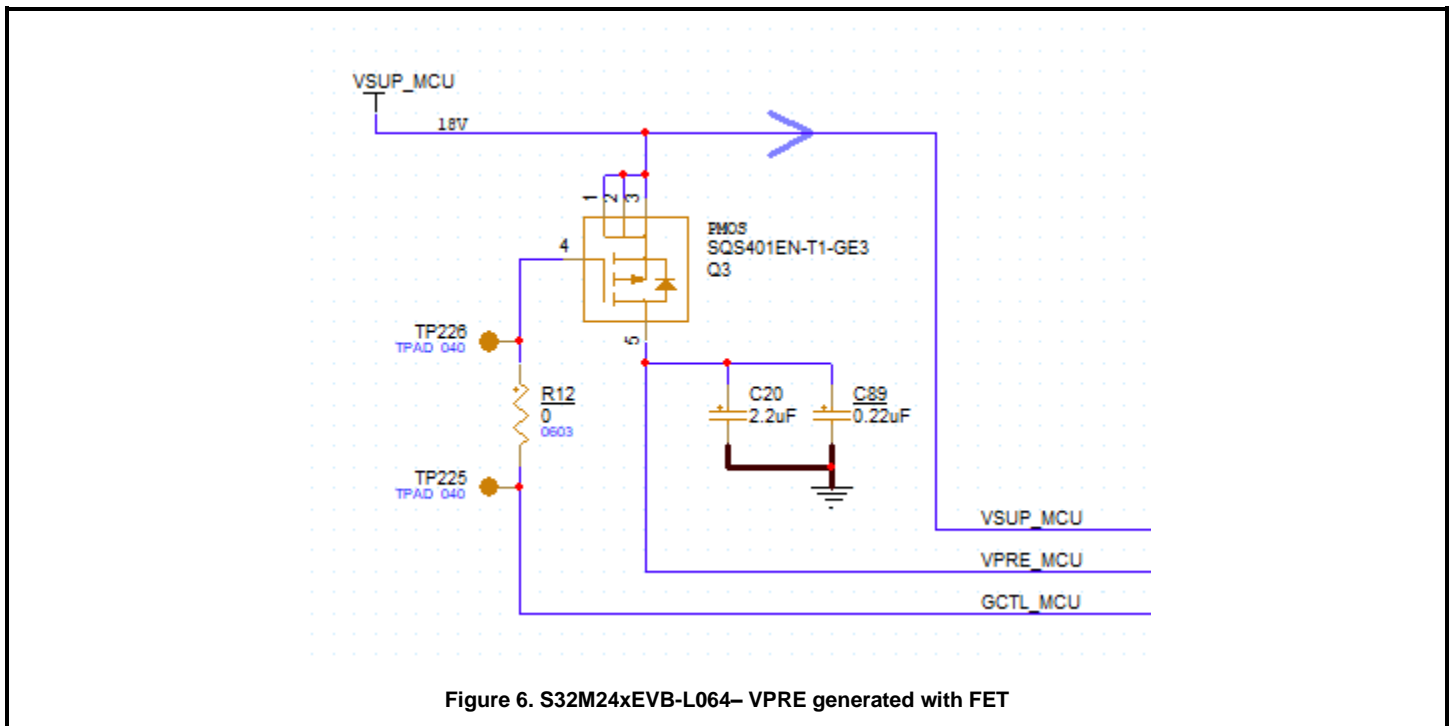 VSUP_MCU
18V
1
2
3
PMOS
SQS401EN-T1-GE3
Q3
4
5
TP226
TPAD 040
R12
0
0603
C20
2.2uF
C89
0.22uF
TP225
TPAD 040
VSUP_MCU
VPRE_MCU
GCTL_MCU
Figure 6. S32M24xEVB-L064– VPRE generated with FET